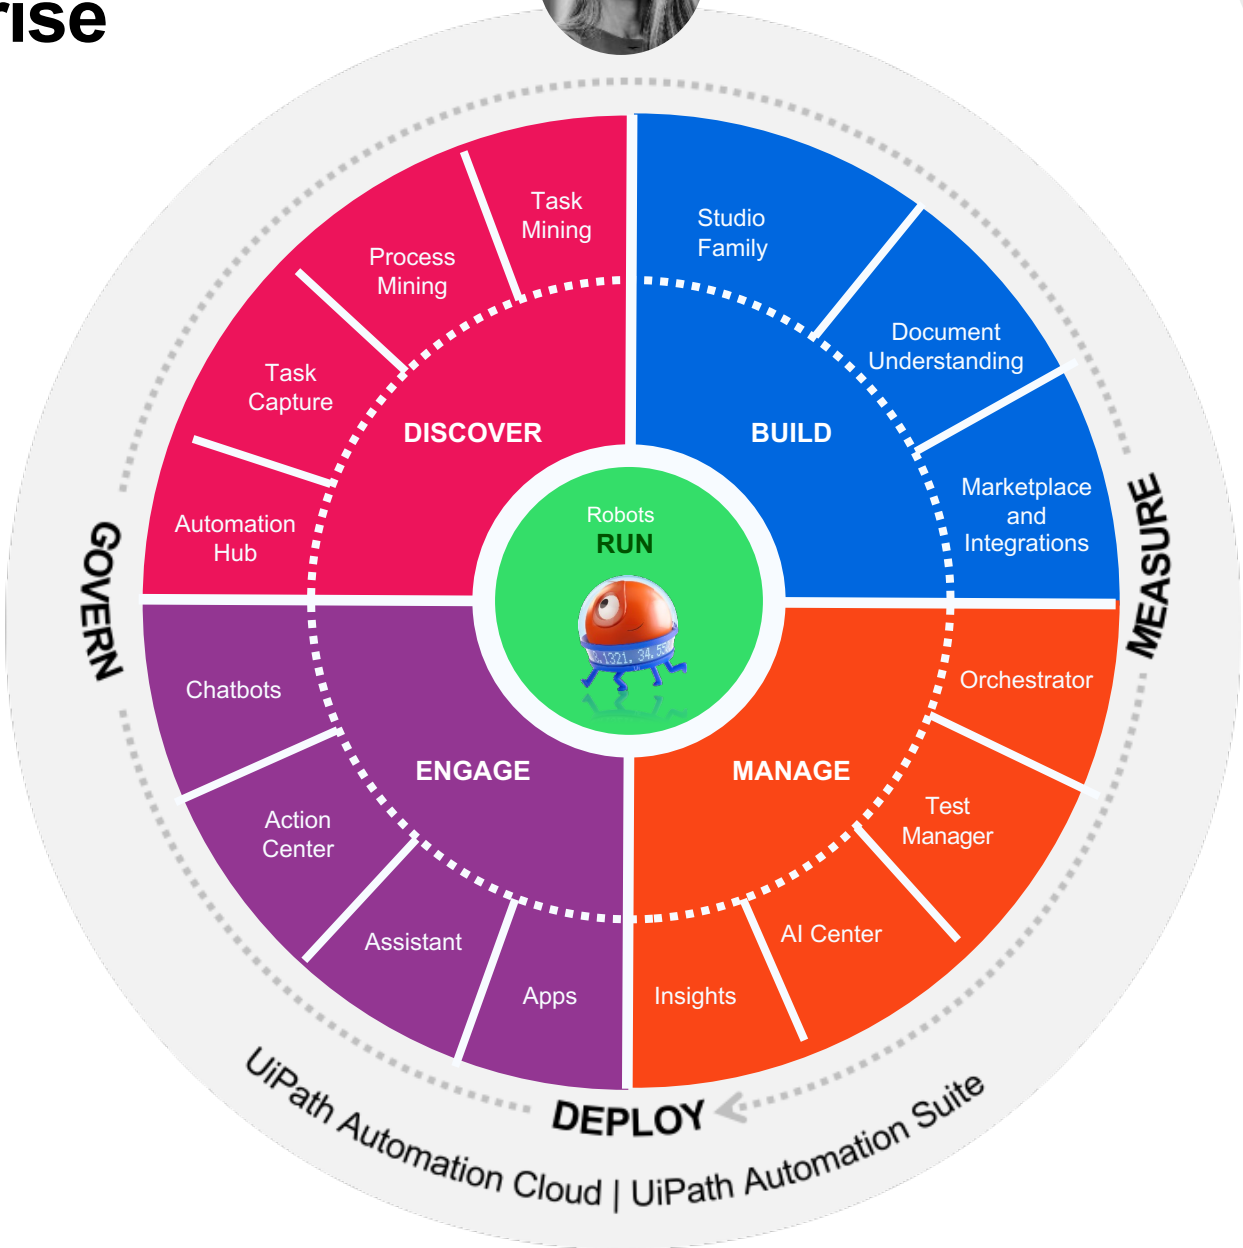 rise
Task
Mining
Process
Mining
Task
Capture
Automation
Hub
DISCOVER
Studio
Family
Document
Understanding
Marketplace
and
Integrations
BUILD
Robots
RUN
GOVERN
MEASURE
Chatbots
Action
Center
Assistant
Apps
ENGAGE
MANAGE
Orchestrator
Test
Manager
AI Center
Insights
DEPLOY
UiPath Automation Cloud | UiPath Automation Suite